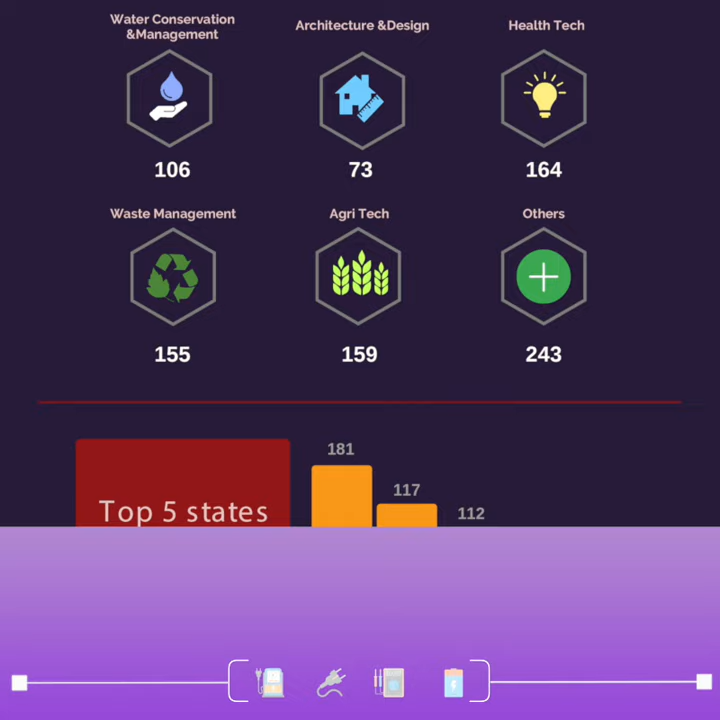 Water Conservation
&Management
Architecture &Design
Health Tech
106
73
164
Waste Management
Agri Tech
Others
155
159
243
181
117
112
Top 5 states